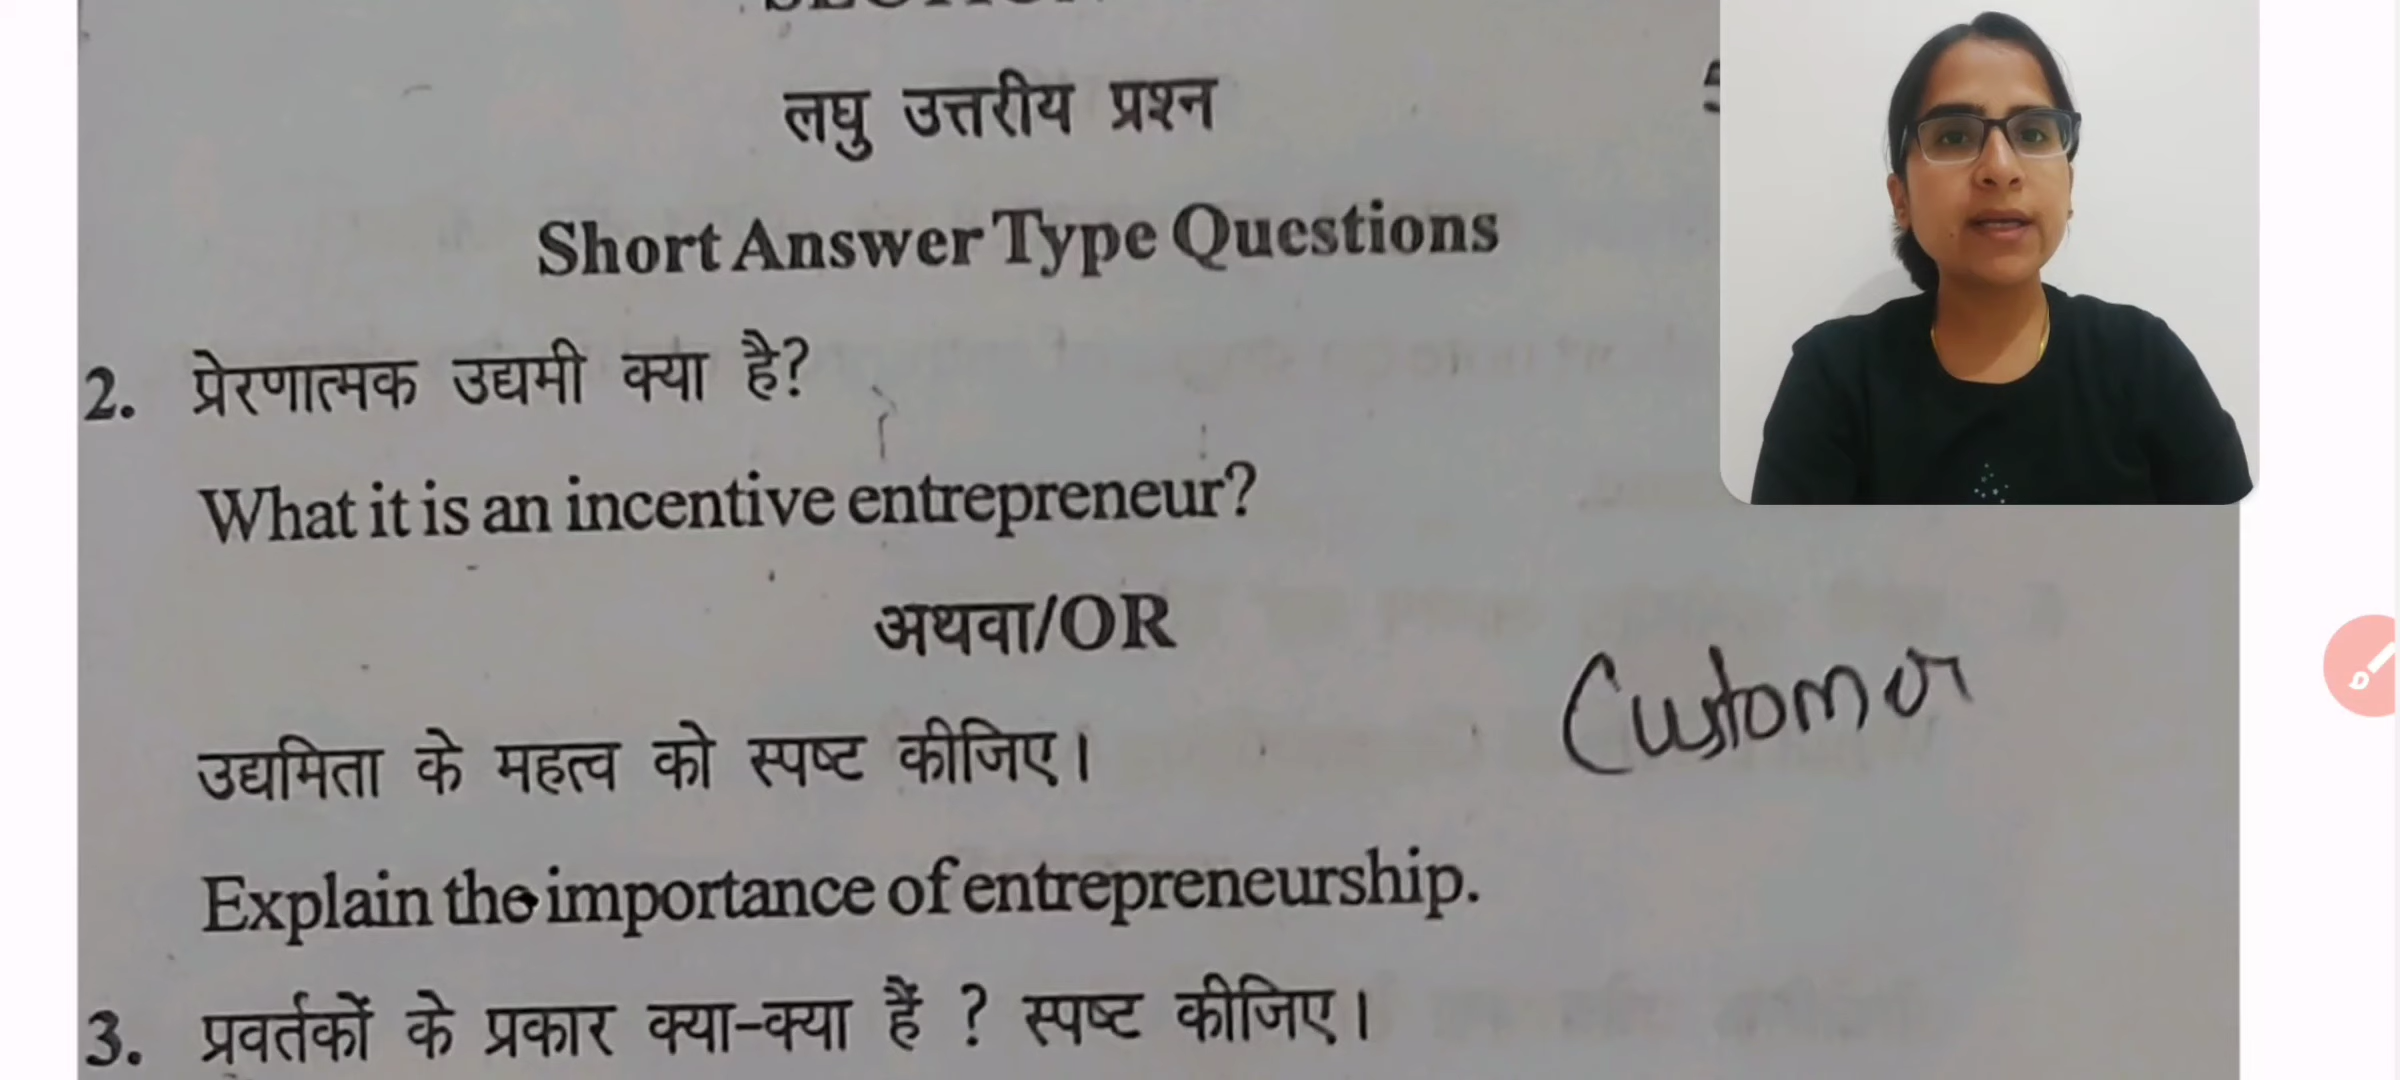 लघु उत्तरीय प्रश्न
Short Answer Type Questions
2. प्रेरणात्मक उद्यमी क्या है?
What it is an incentive entrepreneur?
अथवा/OR
Customer
उद्यमिता के महत्व को स्पष्ट कीजिए।
Explain the importance of entrepreneurship.
3. प्रवर्तकों के प्रकार क्या-क्या हैं ? स्पष्ट कीजिए।